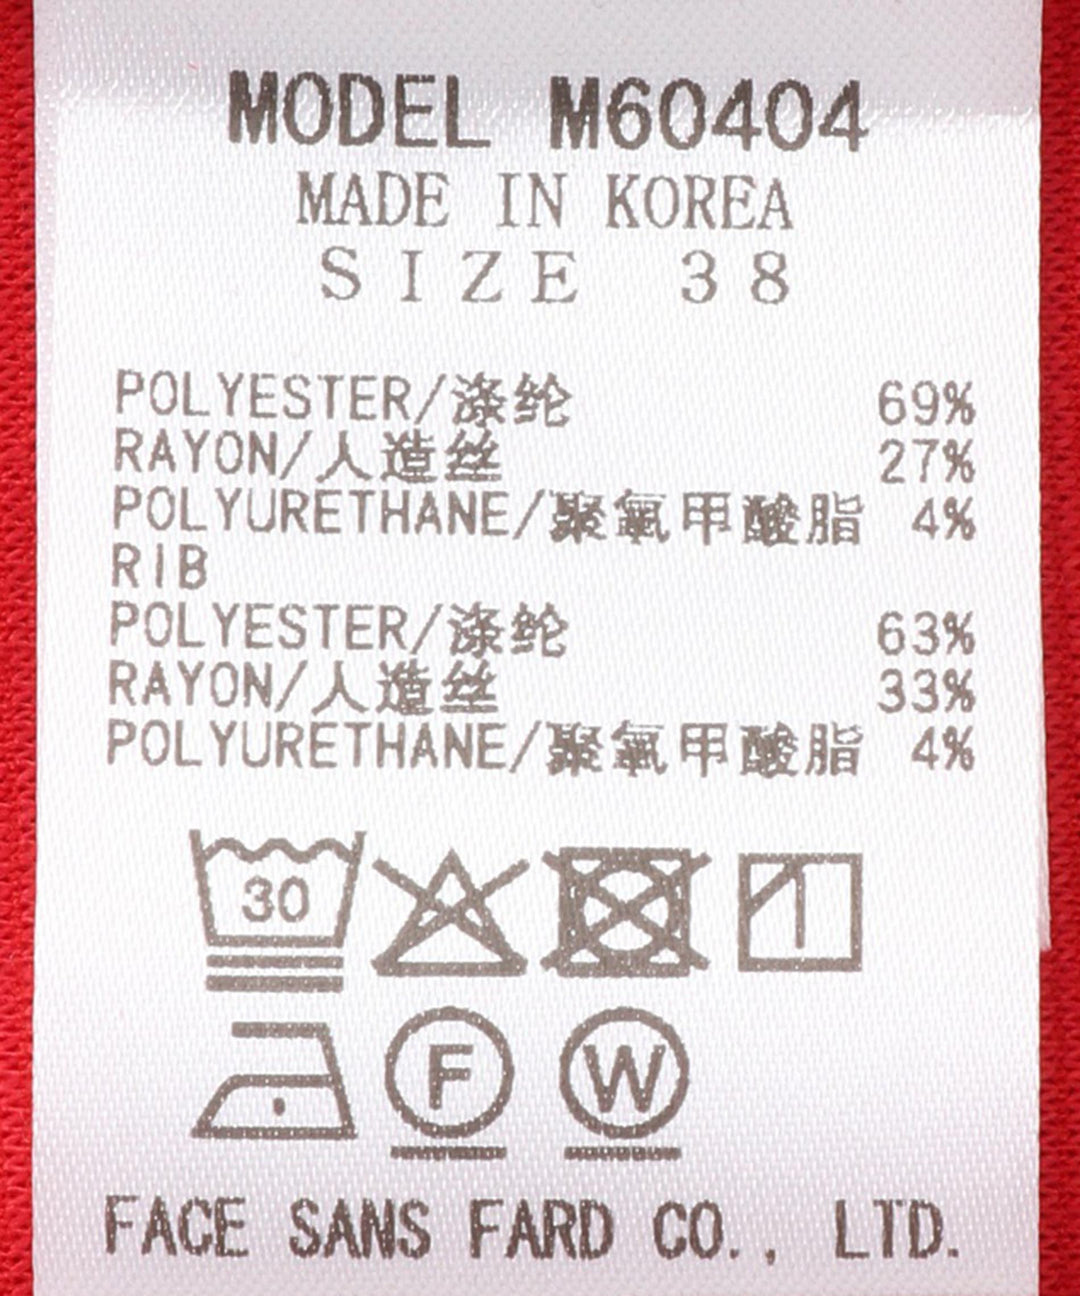 MODEL M60404
MADE IN KOREA
SIZE 38
POLYESTER/涤纶 69%
RAYON/人造丝 27%
POLYURETHANE/聚氧甲酸脂 4%
RIB
POLYESTER/涤纶 63%
RAYON/人造丝 33%
POLYURETHANE/聚氧甲酸脂 4%
30
F W
FACE SANS FARD CO., LTD.